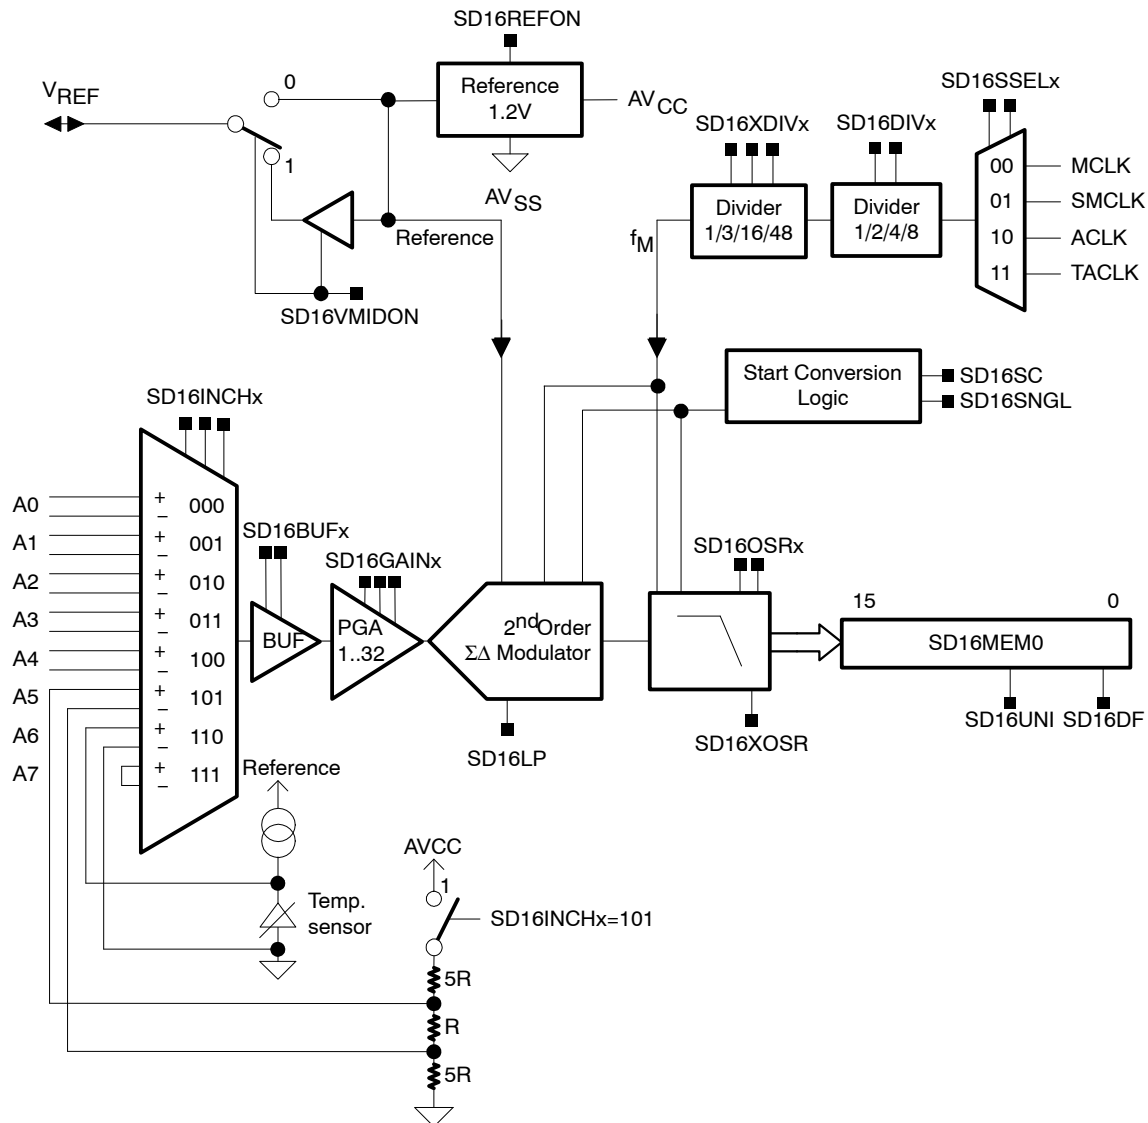 SD16REFON
0
VREF
Reference
1.2V
AVCC
SD16SSELx
SD16XDIVx
SD16DIVx
1
AVSS
00
MCLK
01
SMCLK
10
ACLK
11
TACLK
Divider
1/3/16/48
Divider
1/2/4/8
Reference
fM
SD16VMIDON
Start Conversion
Logic
SD16SC
SD16SNGL
SD16INCHx
A0
+
−
000
A1
+
−
001
A2
+
−
010
A3
+
−
011
A4
+
−
100
A5
+
−
101
A6
+
−
110
A7
+
−
111
SD16BUFx
BUF
SD16GAINx
PGA
1..32
2nd Order
ΣΔ Modulator
SD16LP
SD16OSRx
SD16XOSR
15
0
SD16MEM0
SD16UNI
SD16DF
Reference
Temp.
sensor
AVCC
1
SD16INCHx=101
5R
R
5R